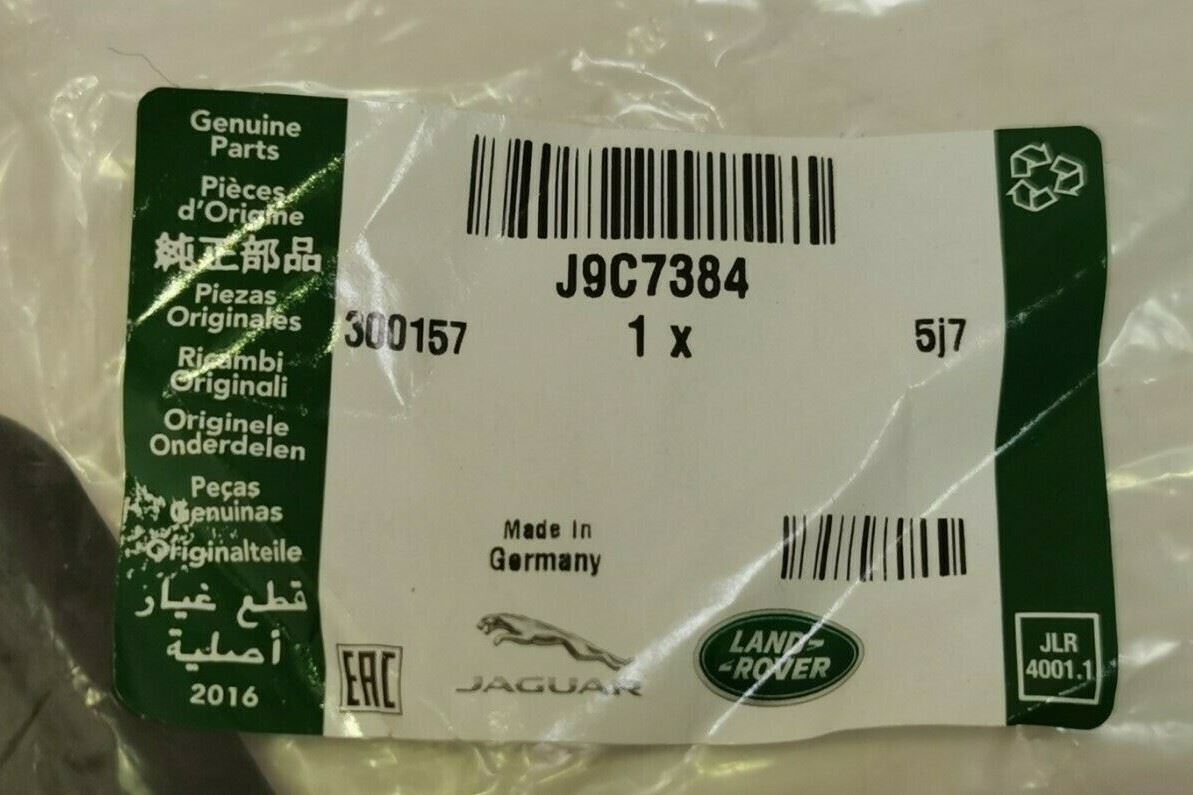 Genuine
Parts
Pièces
d'Origine
純正部品
Piezas
Originales
Ricambi
Originali
Originele
Onderdelen
Peças
Genuinas
Originalteile
قطع غيار
أصلية
2016
J9C7384
300157 1 x 5j7
Made In
Germany
EAC
JAGUAR
LAND-
-ROVER
JLR
4001.1